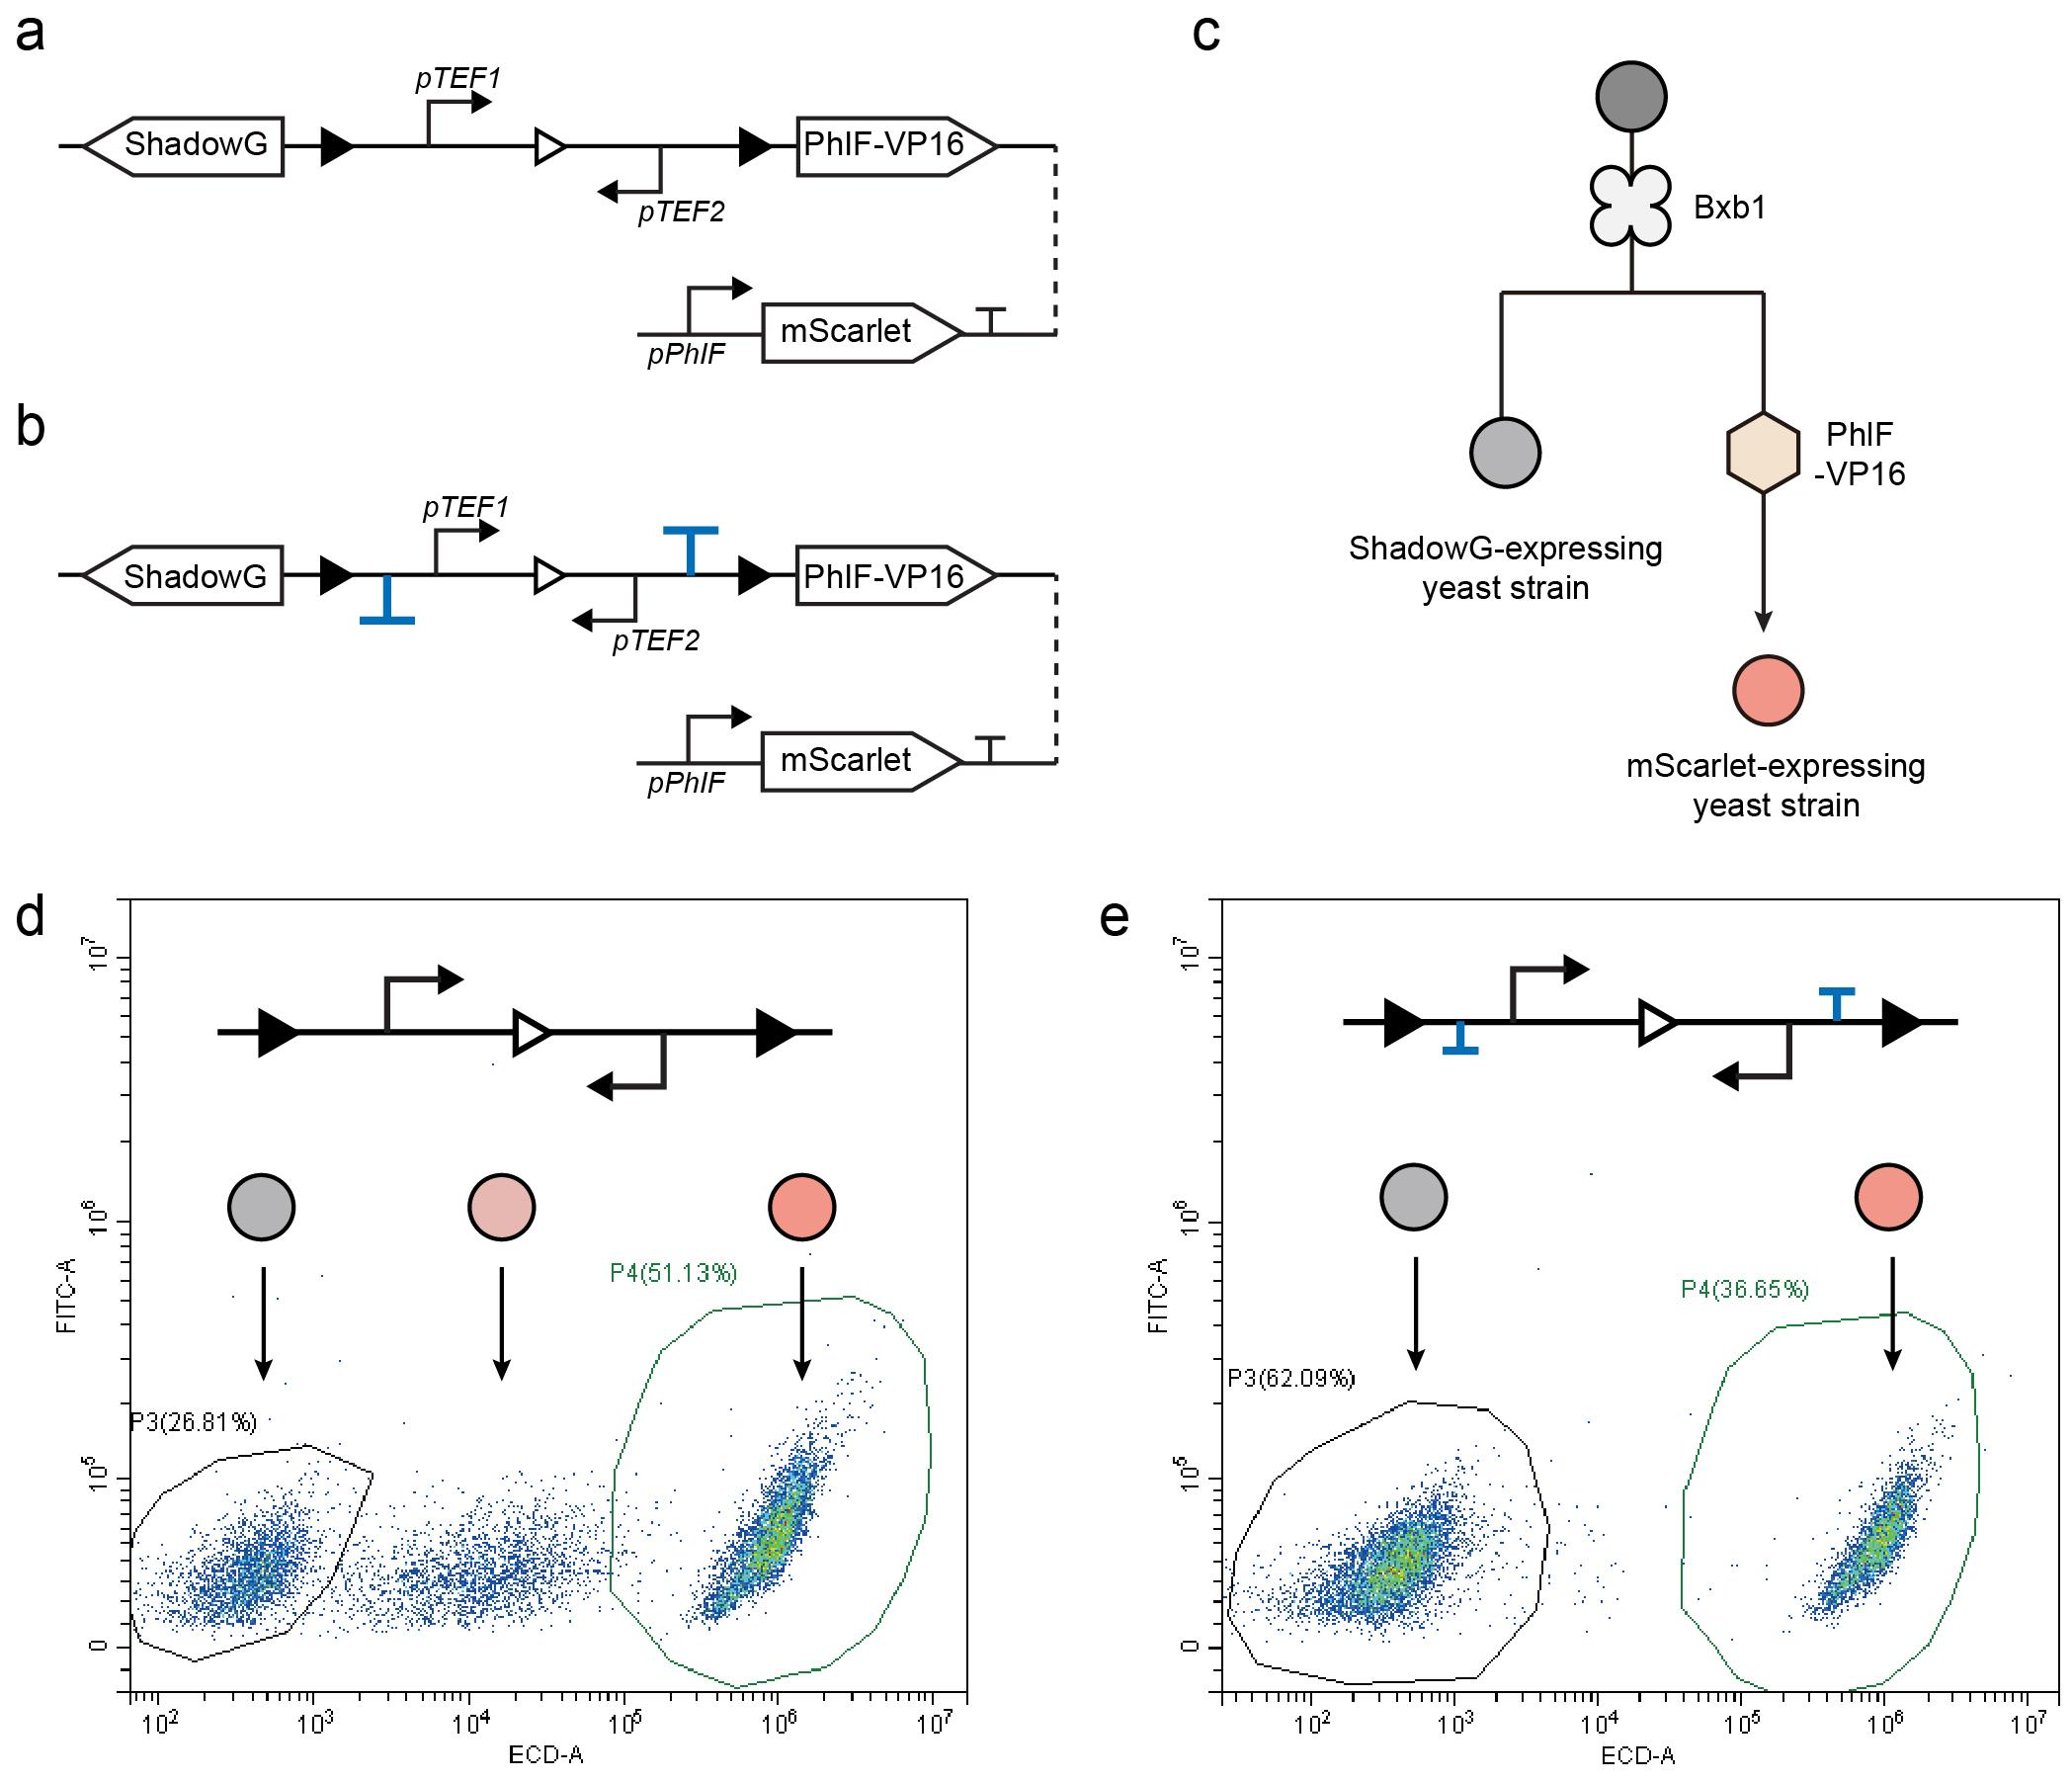 a
pTEF1
ShadowG
PhlF-VP16
pTEF2
mScarlet
pPhlF
b
pTEF1
ShadowG
PhlF-VP16
pTEF2
mScarlet
pPhlF
c
Bxb1
PhlF
-VP16
ShadowG-expressing
yeast strain
mScarlet-expressing
yeast strain
d
10^7
10^6
10^5
0
FITC-A
P4(51.13%)
P3(26.81%)
10^2 10^3 10^4 10^5 10^6 10^7
ECD-A
e
10^7
10^6
10^5
0
FITC-A
P4(36.65%)
P3(62.09%)
10^2 10^3 10^4 10^5 10^6 10^7
ECD-A